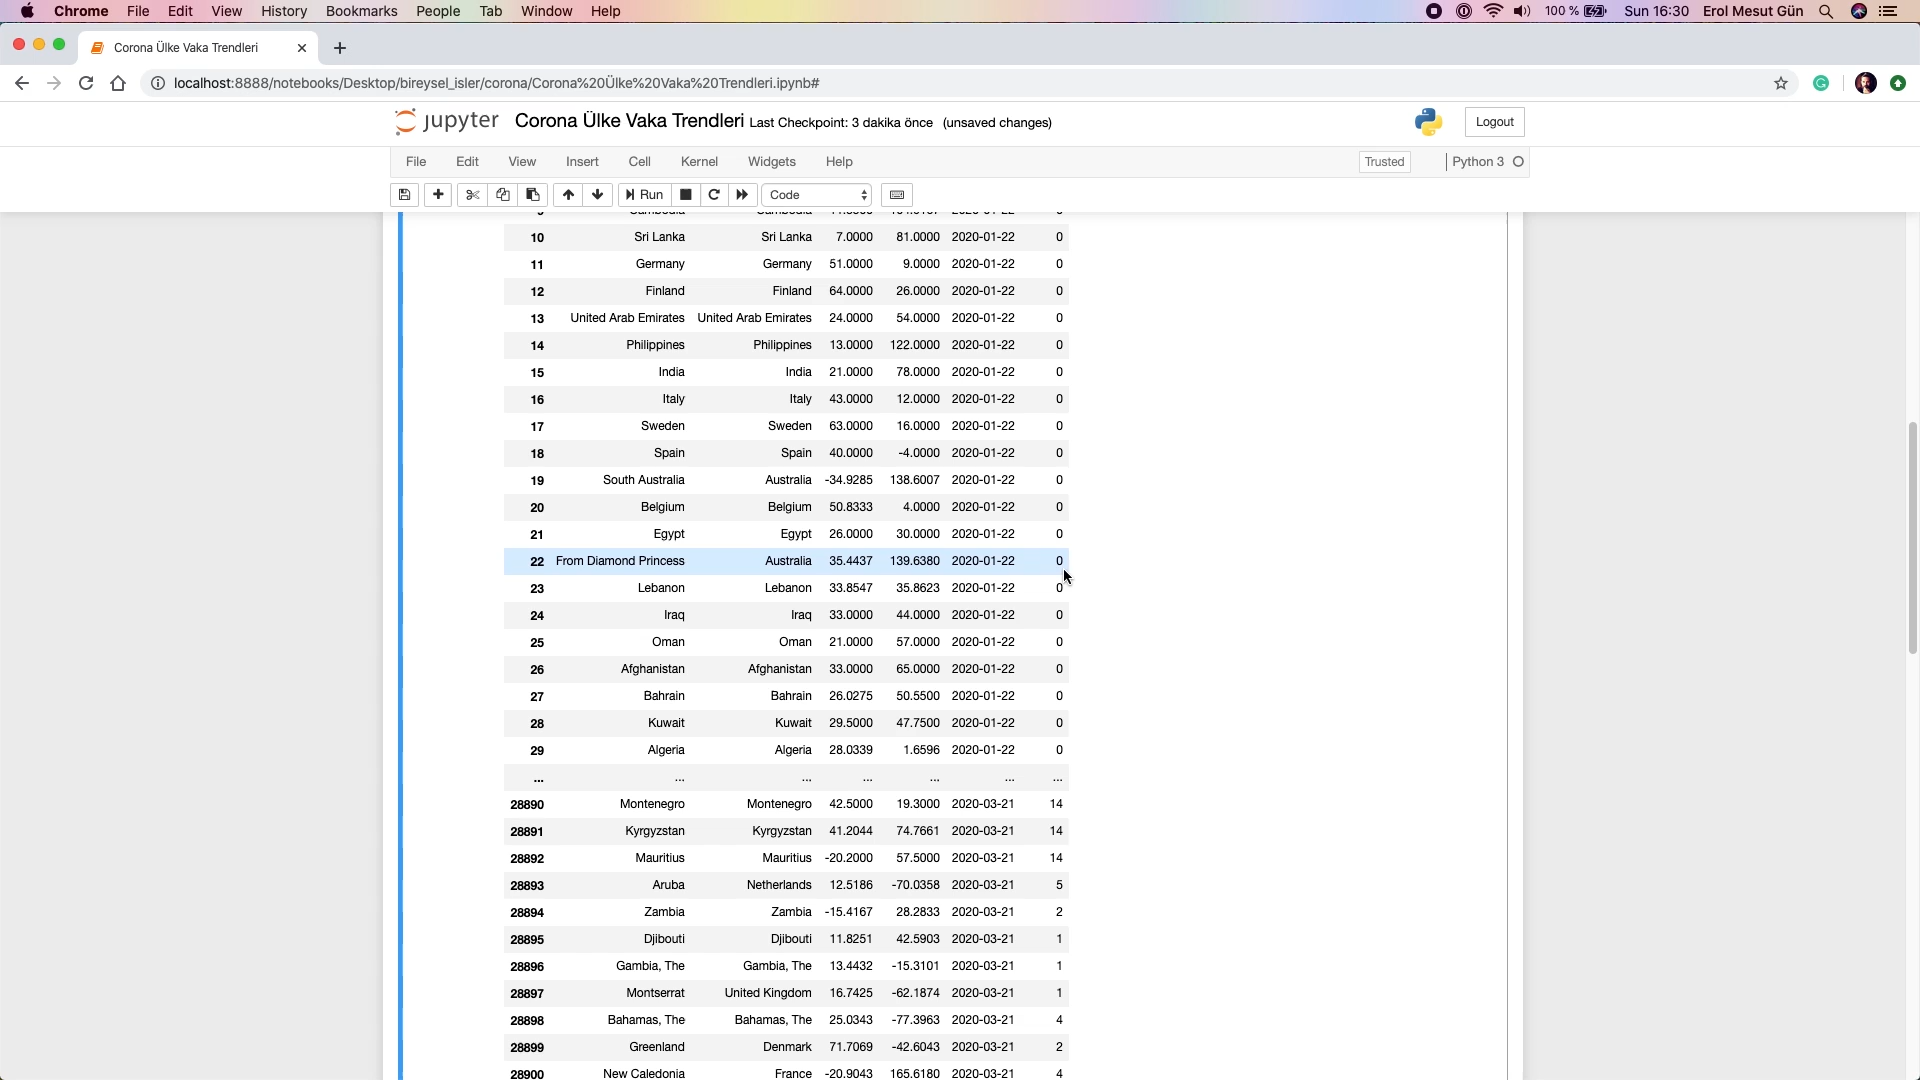 Chrome File Edit View History Bookmarks People Tab Window Help 100 % Sun 16:30 Erol Mesut Gün
Corona Ülke Vaka Trendleri
localhost:8888/notebooks/Desktop/bireysel_isler/corona/Corona%20Ülke%20Vaka%20Trendleri.ipynb#
jupyter Corona Ülke Vaka Trendleri Last Checkpoint: 3 dakika önce (unsaved changes) Logout
File Edit View Insert Cell Kernel Widgets Help Trusted Python 3
Run Code
10 Sri Lanka Sri Lanka 7.0000 81.0000 2020-01-22 0
11 Germany Germany 51.0000 9.0000 2020-01-22 0
12 Finland Finland 64.0000 26.0000 2020-01-22 0
13 United Arab Emirates United Arab Emirates 24.0000 54.0000 2020-01-22 0
14 Philippines Philippines 13.0000 122.0000 2020-01-22 0
15 India India 21.0000 78.0000 2020-01-22 0
16 Italy Italy 43.0000 12.0000 2020-01-22 0
17 Sweden Sweden 63.0000 16.0000 2020-01-22 0
18 Spain Spain 40.0000 -4.0000 2020-01-22 0
19 South Australia Australia -34.9285 138.6007 2020-01-22 0
20 Belgium Belgium 50.8333 4.0000 2020-01-22 0
21 Egypt Egypt 26.0000 30.0000 2020-01-22 0
22 From Diamond Princess Australia 35.4437 139.6380 2020-01-22 0
23 Lebanon Lebanon 33.8547 35.8623 2020-01-22 0
24 Iraq Iraq 33.0000 44.0000 2020-01-22 0
25 Oman Oman 21.0000 57.0000 2020-01-22 0
26 Afghanistan Afghanistan 33.0000 65.0000 2020-01-22 0
27 Bahrain Bahrain 26.0275 50.5500 2020-01-22 0
28 Kuwait Kuwait 29.5000 47.7500 2020-01-22 0
29 Algeria Algeria 28.0339 1.6596 2020-01-22 0
... ... ... ... ... ... ...
28890 Montenegro Montenegro 42.5000 19.3000 2020-03-21 14
28891 Kyrgyzstan Kyrgyzstan 41.2044 74.7661 2020-03-21 14
28892 Mauritius Mauritius -20.2000 57.5000 2020-03-21 14
28893 Aruba Netherlands 12.5186 -70.0358 2020-03-21 5
28894 Zambia Zambia -15.4167 28.2833 2020-03-21 2
28895 Djibouti Djibouti 11.8251 42.5903 2020-03-21 1
28896 Gambia, The Gambia, The 13.4432 -15.3101 2020-03-21 1
28897 Montserrat United Kingdom 16.7425 -62.1874 2020-03-21 1
28898 Bahamas, The Bahamas, The 25.0343 -77.3963 2020-03-21 4
28899 Greenland Denmark 71.7069 -42.6043 2020-03-21 2
28900 New Caledonia France -20.9043 165.6180 2020-03-21 4